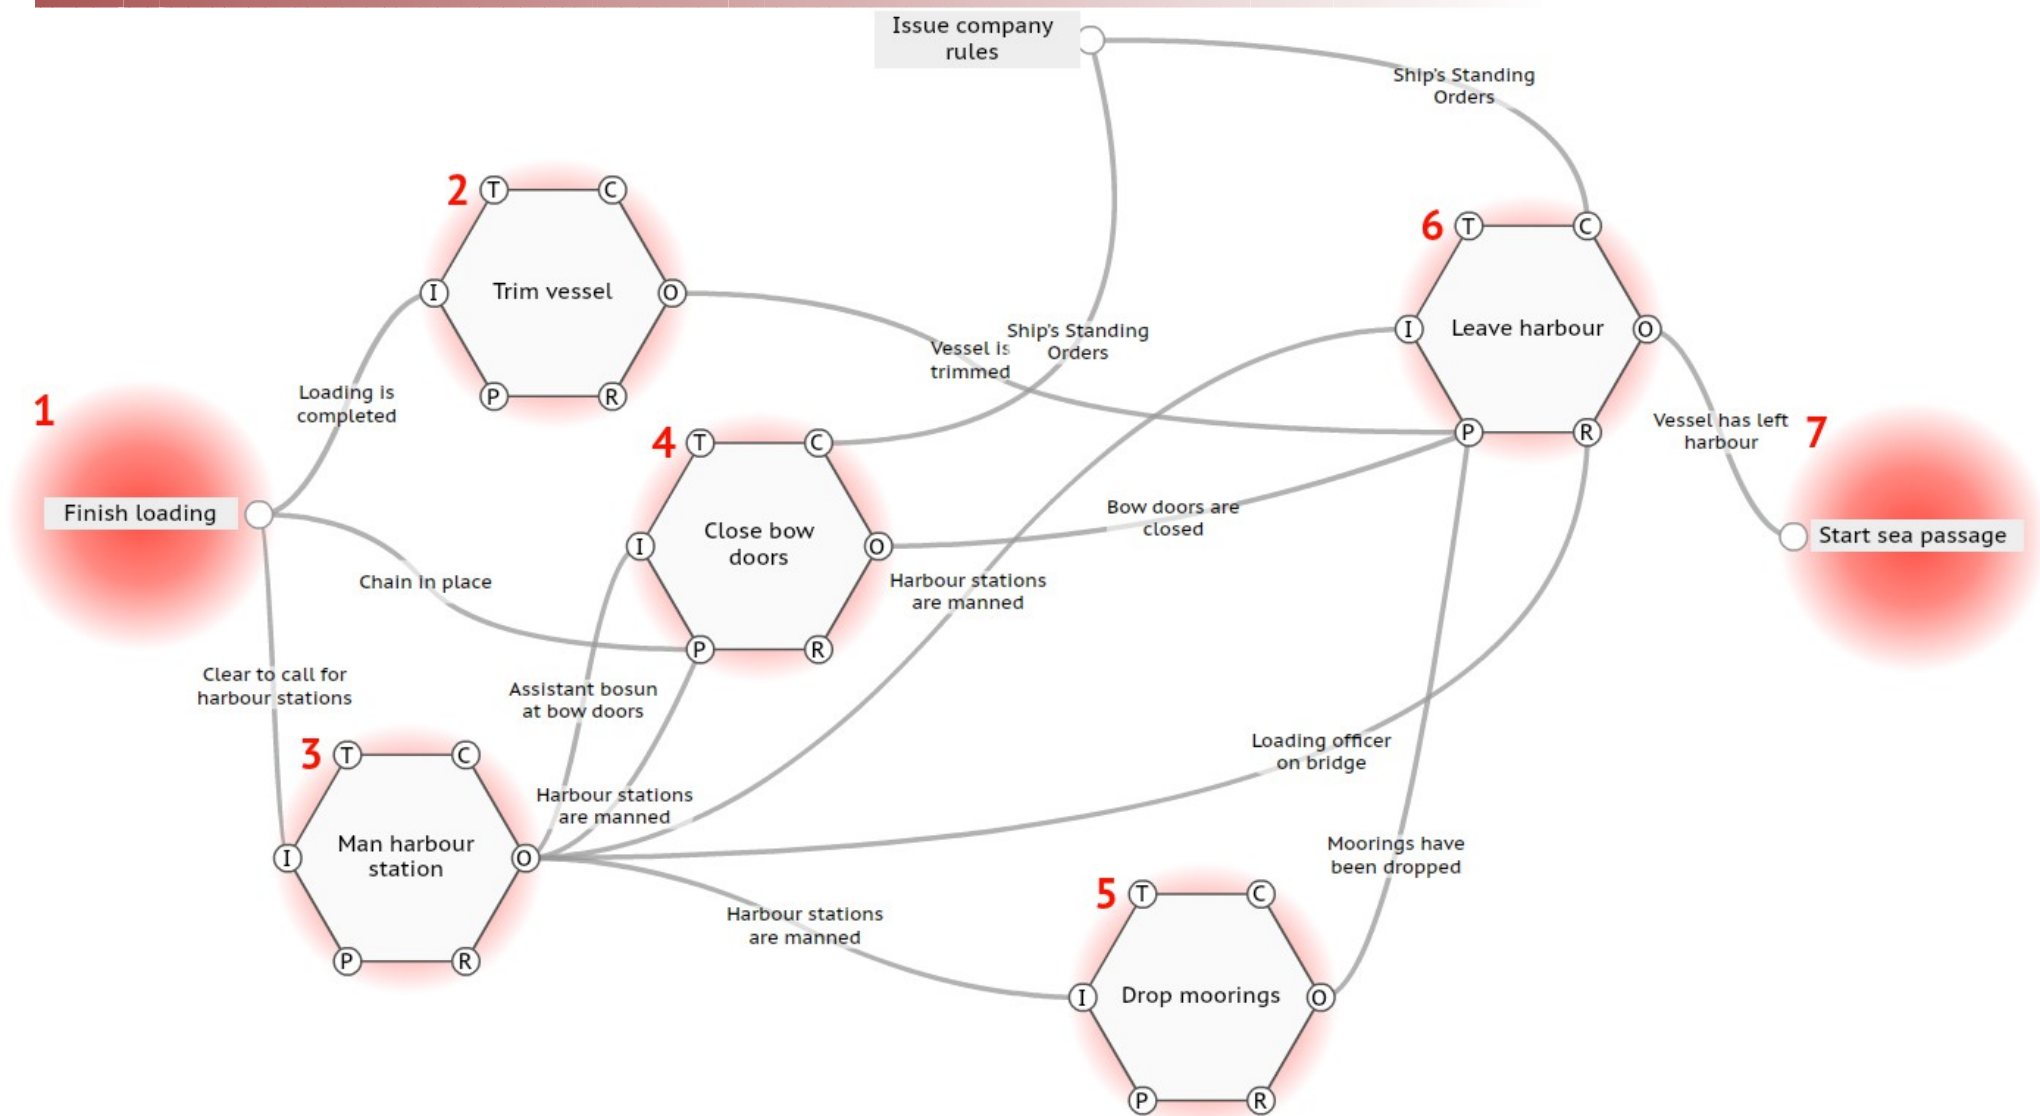 Issue company
rules
Ship's Standing
Orders
2
T
C
I
Trim vessel
O
P
R
6
T
C
I
Leave harbour
O
P
R
Ship's Standing
Orders
Vessel is
trimmed
Loading is
completed
1
Finish loading
4
T
C
I
Close bow
doors
O
P
R
Vessel has left
harbour
7
Start sea passage
Bow doors are
closed
Chain in place
Harbour stations
are manned
Clear to call for
harbour stations
Assistant bosun
at bow doors
3
T
C
I
Man harbour
station
O
P
R
Harbour stations
are manned
Loading officer
on bridge
Moorings have
been dropped
Harbour stations
are manned
5
T
C
I
Drop moorings
O
P
R